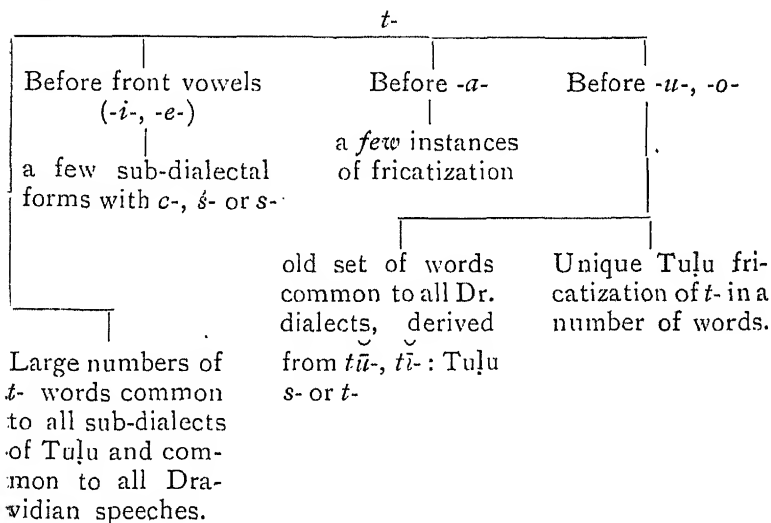 t-
Before front vowels
(-i-, -e-)
a few sub-dialectal
forms with c-, ś- or s-
Before -a-
a few instances
of fricatization
Before -u-, -o-
old set of words
common to all Dr.
dialects, derived
from tū̆-, tī̆- : Tuḷu
s- or t-
Unique Tuḷu fri-
catization of t- in a
number of words.
Large numbers of
t- words common
to all sub-dialects
of Tuḷu and com-
mon to all Dra-
vidian speeches.